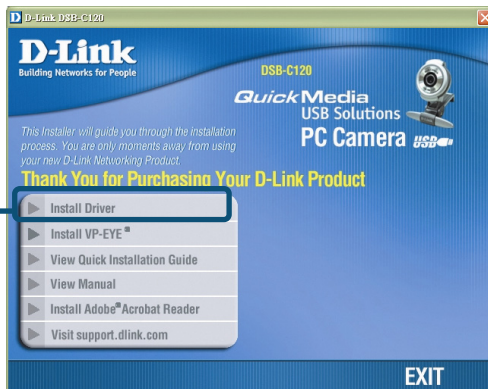 D-Link DSB-C120
D-Link
Building Networks for People
DSB-C120
QuickMedia
USB Solutions
PC Camera USB
This Installer will guide you through the installation
process. You are only moments away from using
your new D-Link Networking Product.
Thank You for Purchasing Your D-Link Product
Install Driver
Install VP-EYE
View Quick Installation Guide
View Manual
Install Adobe Acrobat Reader
Visit support.dlink.com
EXIT